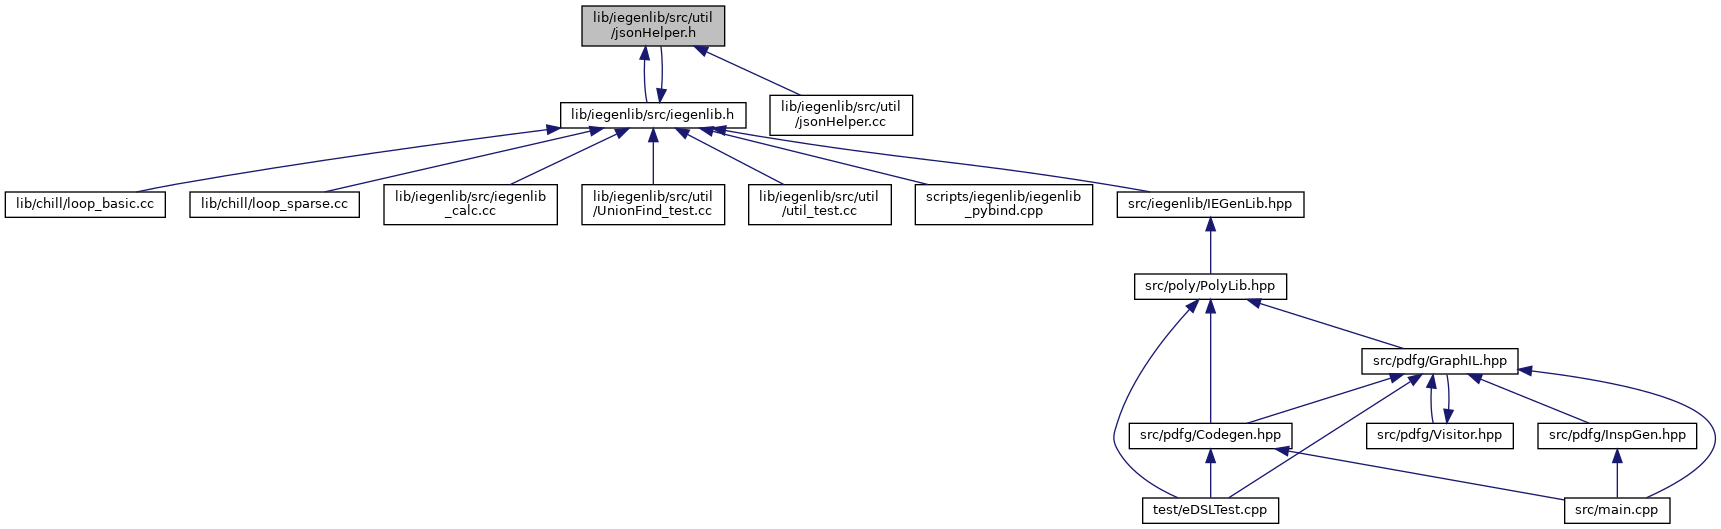 lib/iegenlib/src/util
/jsonHelper.h
lib/iegenlib/src/iegenlib.h
lib/iegenlib/src/util
/jsonHelper.cc
lib/chill/loop_basic.cc
lib/chill/loop_sparse.cc
lib/iegenlib/src/iegenlib
_calc.cc
lib/iegenlib/src/util
/UnionFind_test.cc
lib/iegenlib/src/util
/util_test.cc
scripts/iegenlib/iegenlib
_pybind.cpp
src/iegenlib/IEGenLib.hpp
src/poly/PolyLib.hpp
src/pdfg/GraphIL.hpp
src/pdfg/Codegen.hpp
src/pdfg/Visitor.hpp
src/pdfg/InspGen.hpp
test/eDSLTest.cpp
src/main.cpp